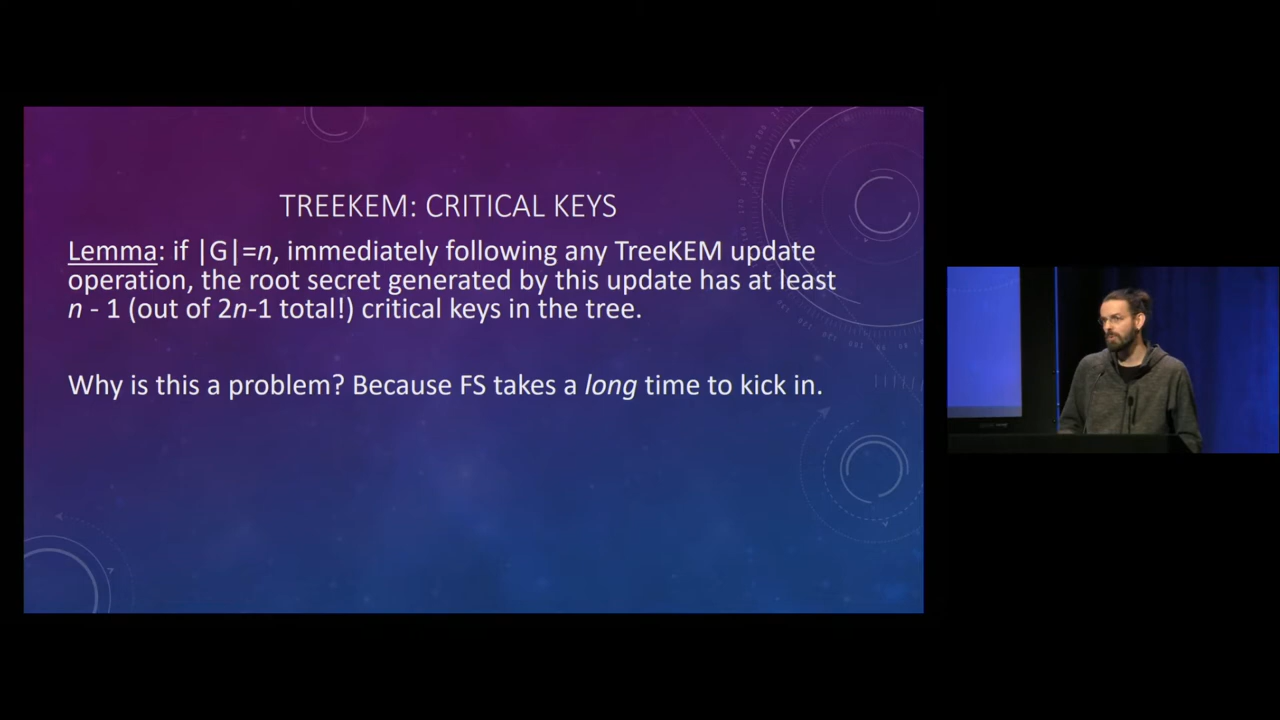 TREEKEM: CRITICAL KEYS
Lemma: if |G|=n, immediately following any TreeKEM update
operation, the root secret generated by this update has at least
n - 1 (out of 2n-1 total!) critical keys in the tree.
Why is this a problem? Because FS takes a long time to kick in.